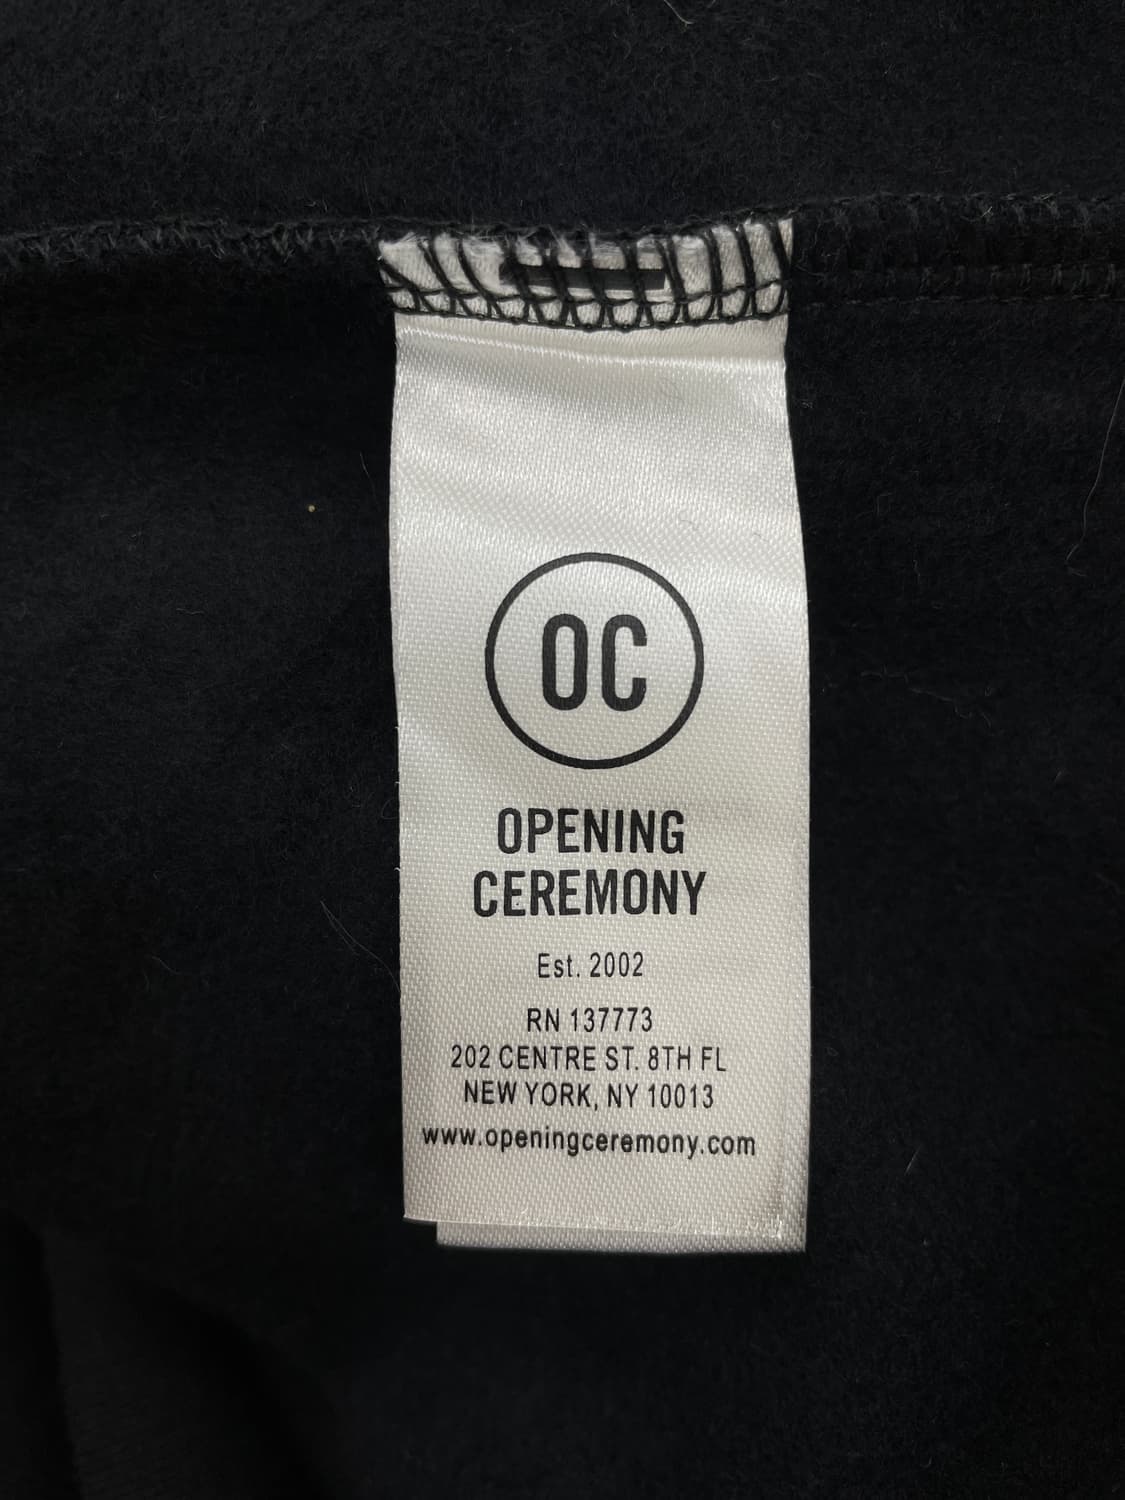 OC
OPENING
CEREMONY
Est. 2002
RN 137773
202 CENTRE ST. 8TH FL
NEW YORK, NY 10013
www.openingceremony.com